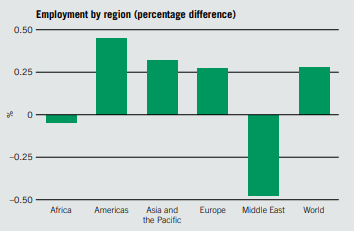 Employment by region (percentage difference)
0.50
0.25
%
0
–0.25
–0.50
Africa
Americas
Asia and
the Pacific
Europe
Middle East
World